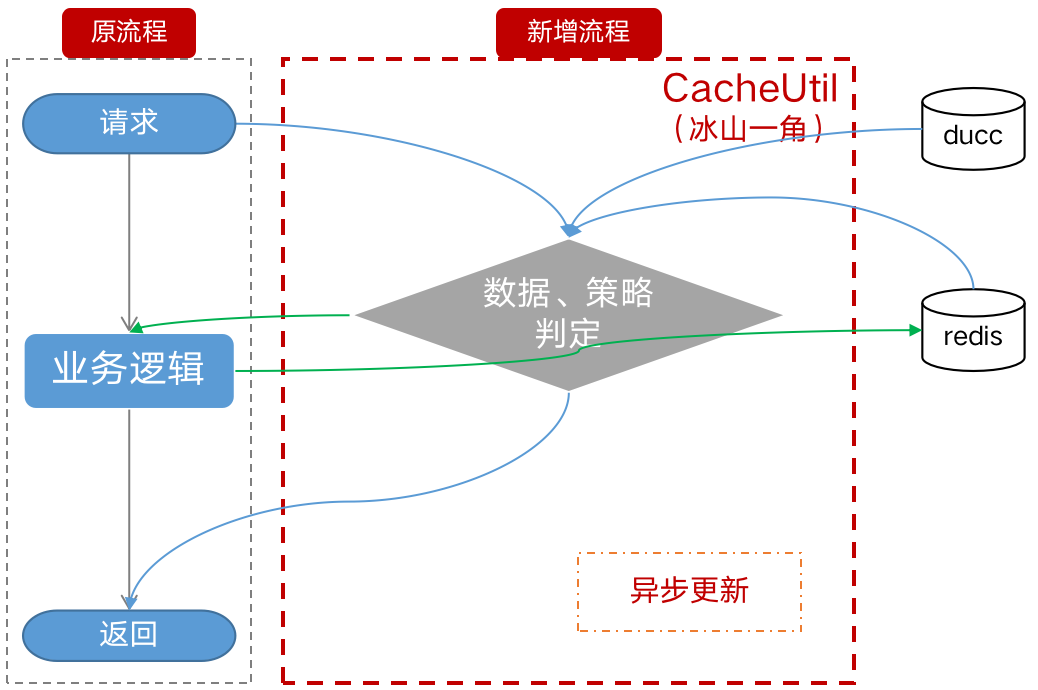 原流程
新增流程
CacheUtil
（冰山一角）
请求
ducc
数据、策略
判定
redis
业务逻辑
异步更新
返回